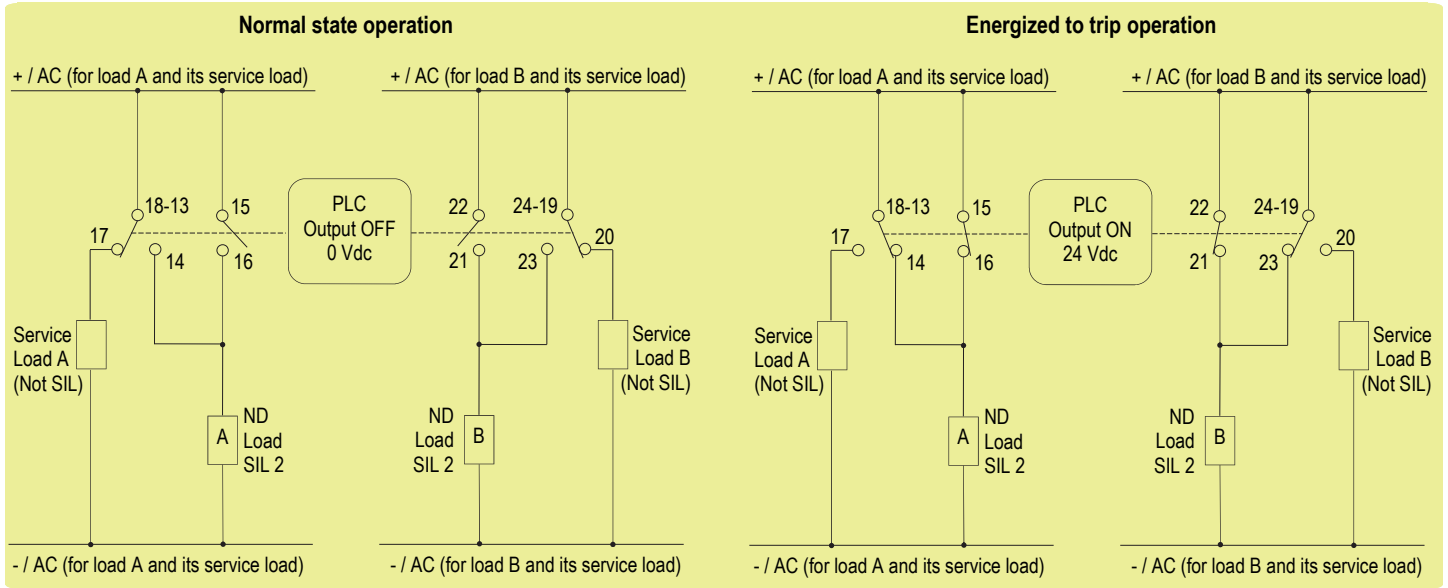 Normal state operation
+ / AC (for load A and its service load)
+ / AC (for load B and its service load)
18-13
15
PLC
Output OFF
0 Vdc
22
24-19
17
14
16
21
23
20
Service
Load A
(Not SIL)
Service
Load B
(Not SIL)
A
ND
Load
SIL 2
ND
Load
SIL 2
B
- / AC (for load A and its service load)
- / AC (for load B and its service load)
Energized to trip operation
+ / AC (for load A and its service load)
+ / AC (for load B and its service load)
18-13
15
PLC
Output ON
24 Vdc
22
24-19
17
14
16
21
23
20
Service
Load A
(Not SIL)
Service
Load B
(Not SIL)
A
ND
Load
SIL 2
ND
Load
SIL 2
B
- / AC (for load A and its service load)
- / AC (for load B and its service load)